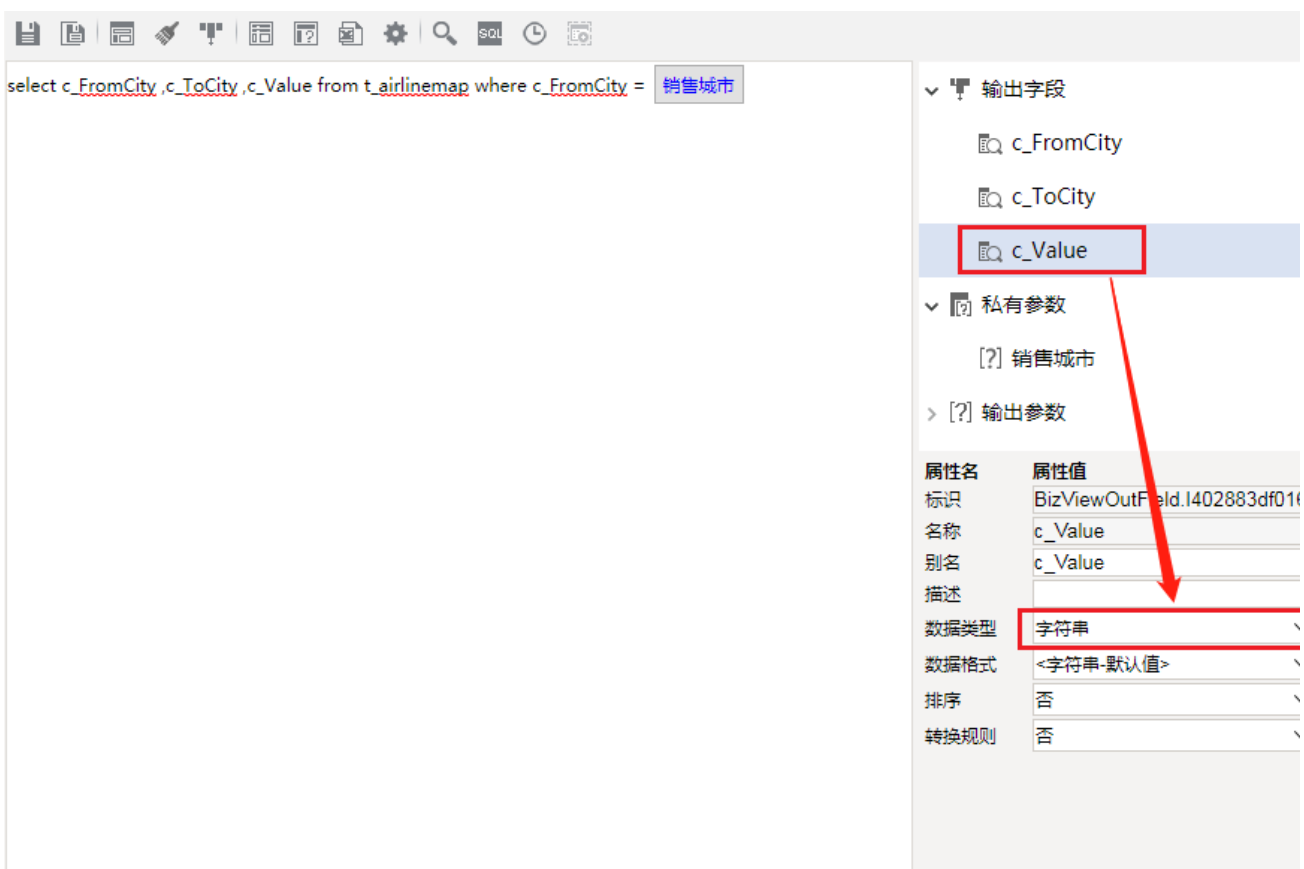 SQL
select c_FromCity ,c_ToCity ,c_Value from t_airlinemap where c_FromCity = 销售城市
输出字段
c_FromCity
c_ToCity
c_Value
私有参数
[?] 销售城市
[?] 输出参数
属性名 属性值
标识 BizViewOutField.I402883df016
名称 c_Value
别名 c_Value
描述
数据类型 字符串
数据格式 <字符串-默认值>
排序 否
转换规则 否